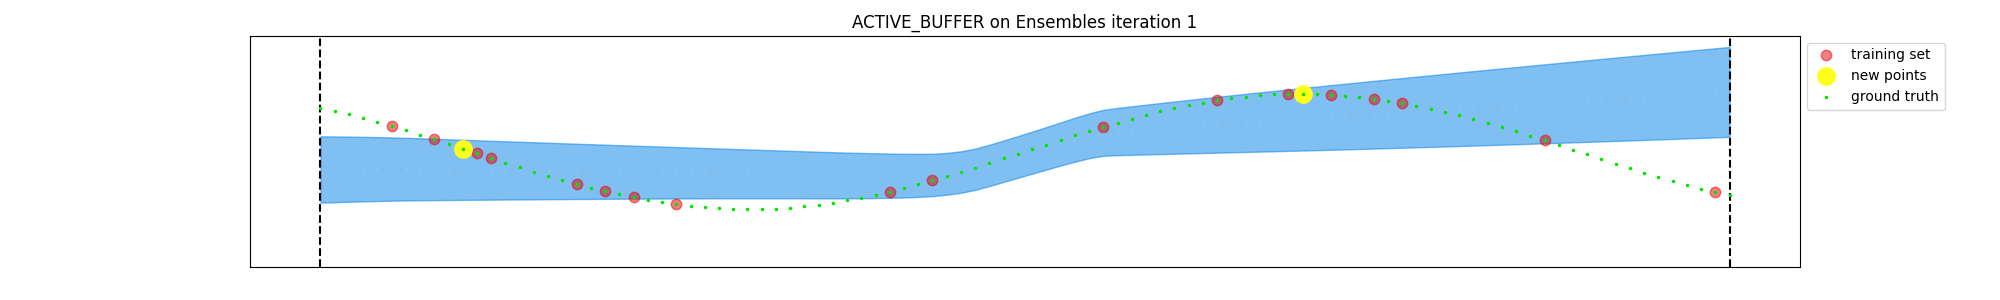 ACTIVE_BUFFER on Ensembles iteration 1
training set
new points
ground truth